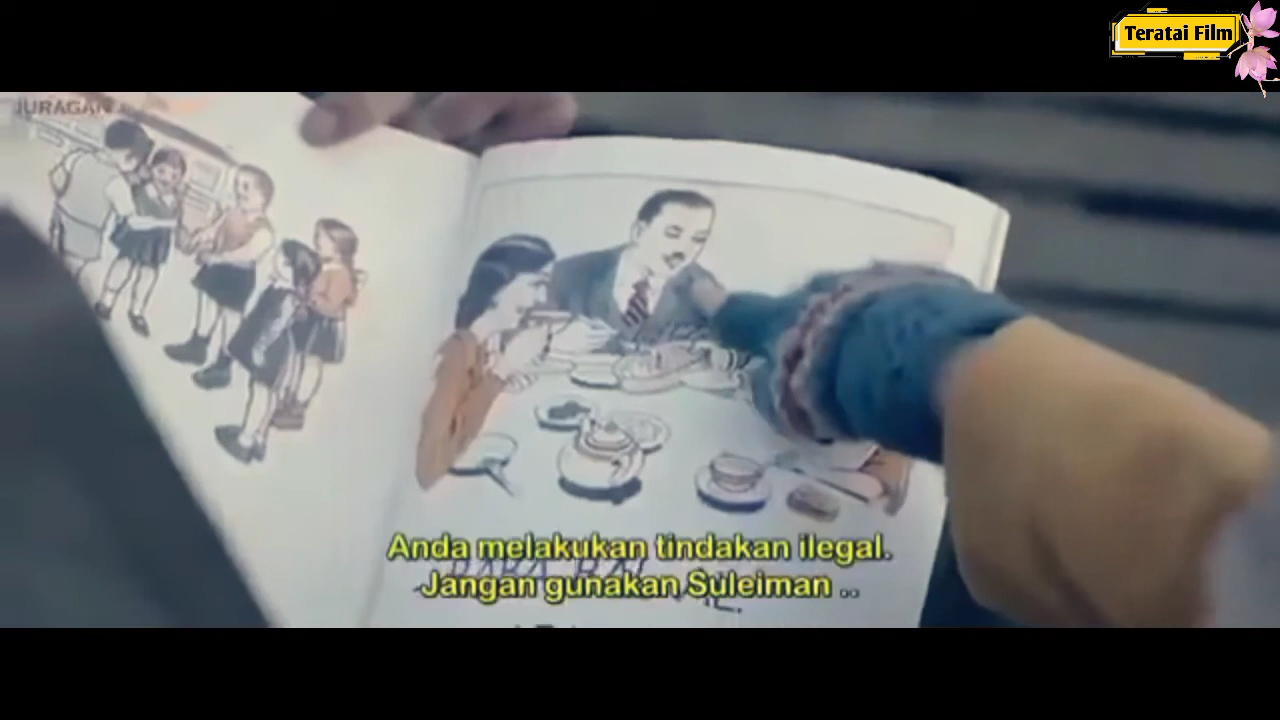 Teratai Film
JURAGAN
Anda melakukan tindakan ilegal.
Jangan gunakan Suleiman ..